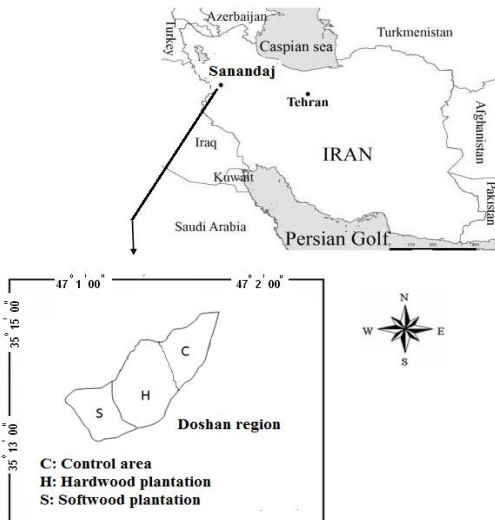 Azerbaijan
Turkey
Caspian sea
Turkmenistan
Sanandaj
Tehran
Afghanistan
Iraq
IRAN
Kuwait
Pakistan
Saudi Arabia
Persian Golf
47° 1' 00"
47° 2' 00"
35° 15' 00"
35° 13' 00"
C
H
S
Doshan region
C: Control area
H: Hardwood plantation
S: Softwood plantation
N
W
E
S